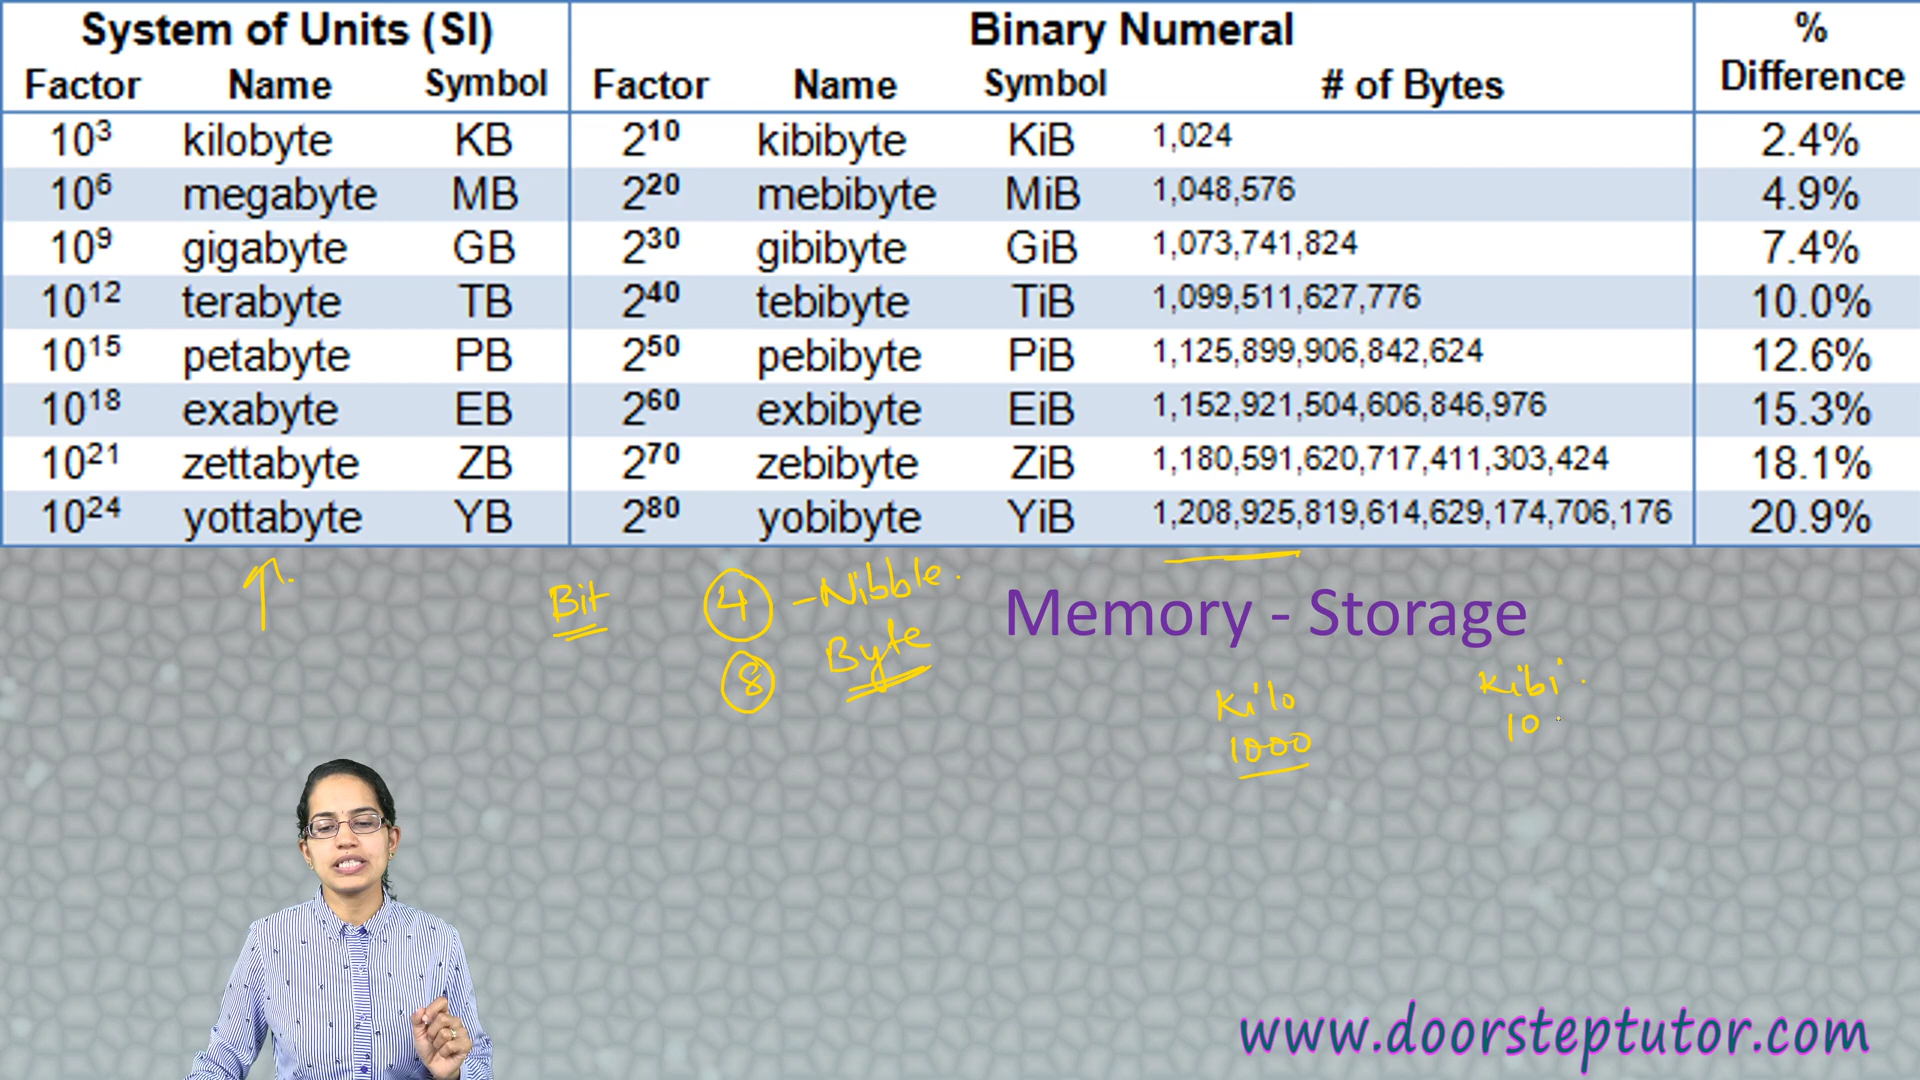 System of Units (SI) Binary Numeral %
Factor Name Symbol Factor Name Symbol # of Bytes Difference
10³ kilobyte KB 2¹⁰ kibibyte KiB 1,024 2.4%
10⁶ megabyte MB 2²⁰ mebibyte MiB 1,048,576 4.9%
10⁹ gigabyte GB 2³⁰ gibibyte GiB 1,073,741,824 7.4%
10¹² terabyte TB 2⁴⁰ tebibyte TiB 1,099,511,627,776 10.0%
10¹⁵ petabyte PB 2⁵⁰ pebibyte PiB 1,125,899,906,842,624 12.6%
10¹⁸ exabyte EB 2⁶⁰ exbibyte EiB 1,152,921,504,606,846,976 15.3%
10²¹ zettabyte ZB 2⁷⁰ zebibyte ZiB 1,180,591,620,717,411,303,424 18.1%
10²⁴ yottabyte YB 2⁸⁰ yobibyte YiB 1,208,925,819,614,629,174,706,176 20.9%
Bit 4 - Nibble.
8 Byte
Memory - Storage
Kilo Kibi
1000 10
www.doorsteptutor.com